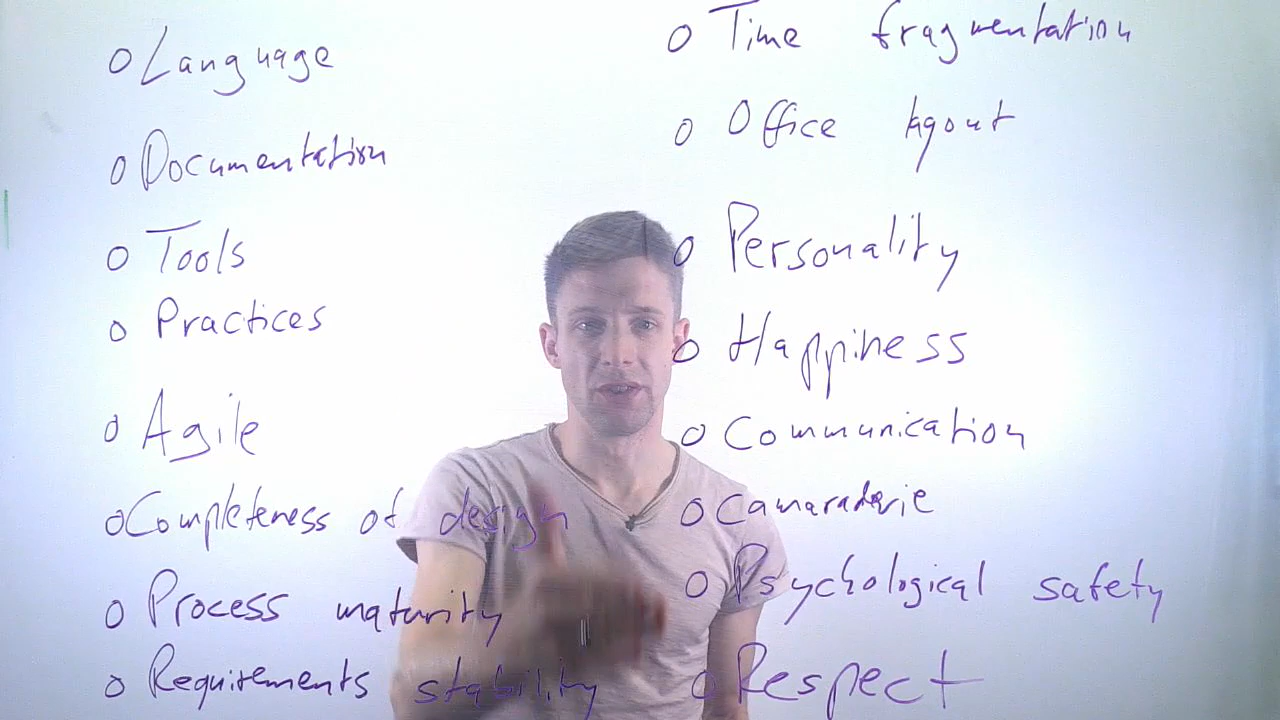 Language
Documentation
Tools
Practices
Agile
Completeness of design
Process maturity
Requirements stability
Time fragmentation
Office layout
Personality
Happiness
Communication
Camaraderie
Psychological safety
Respect